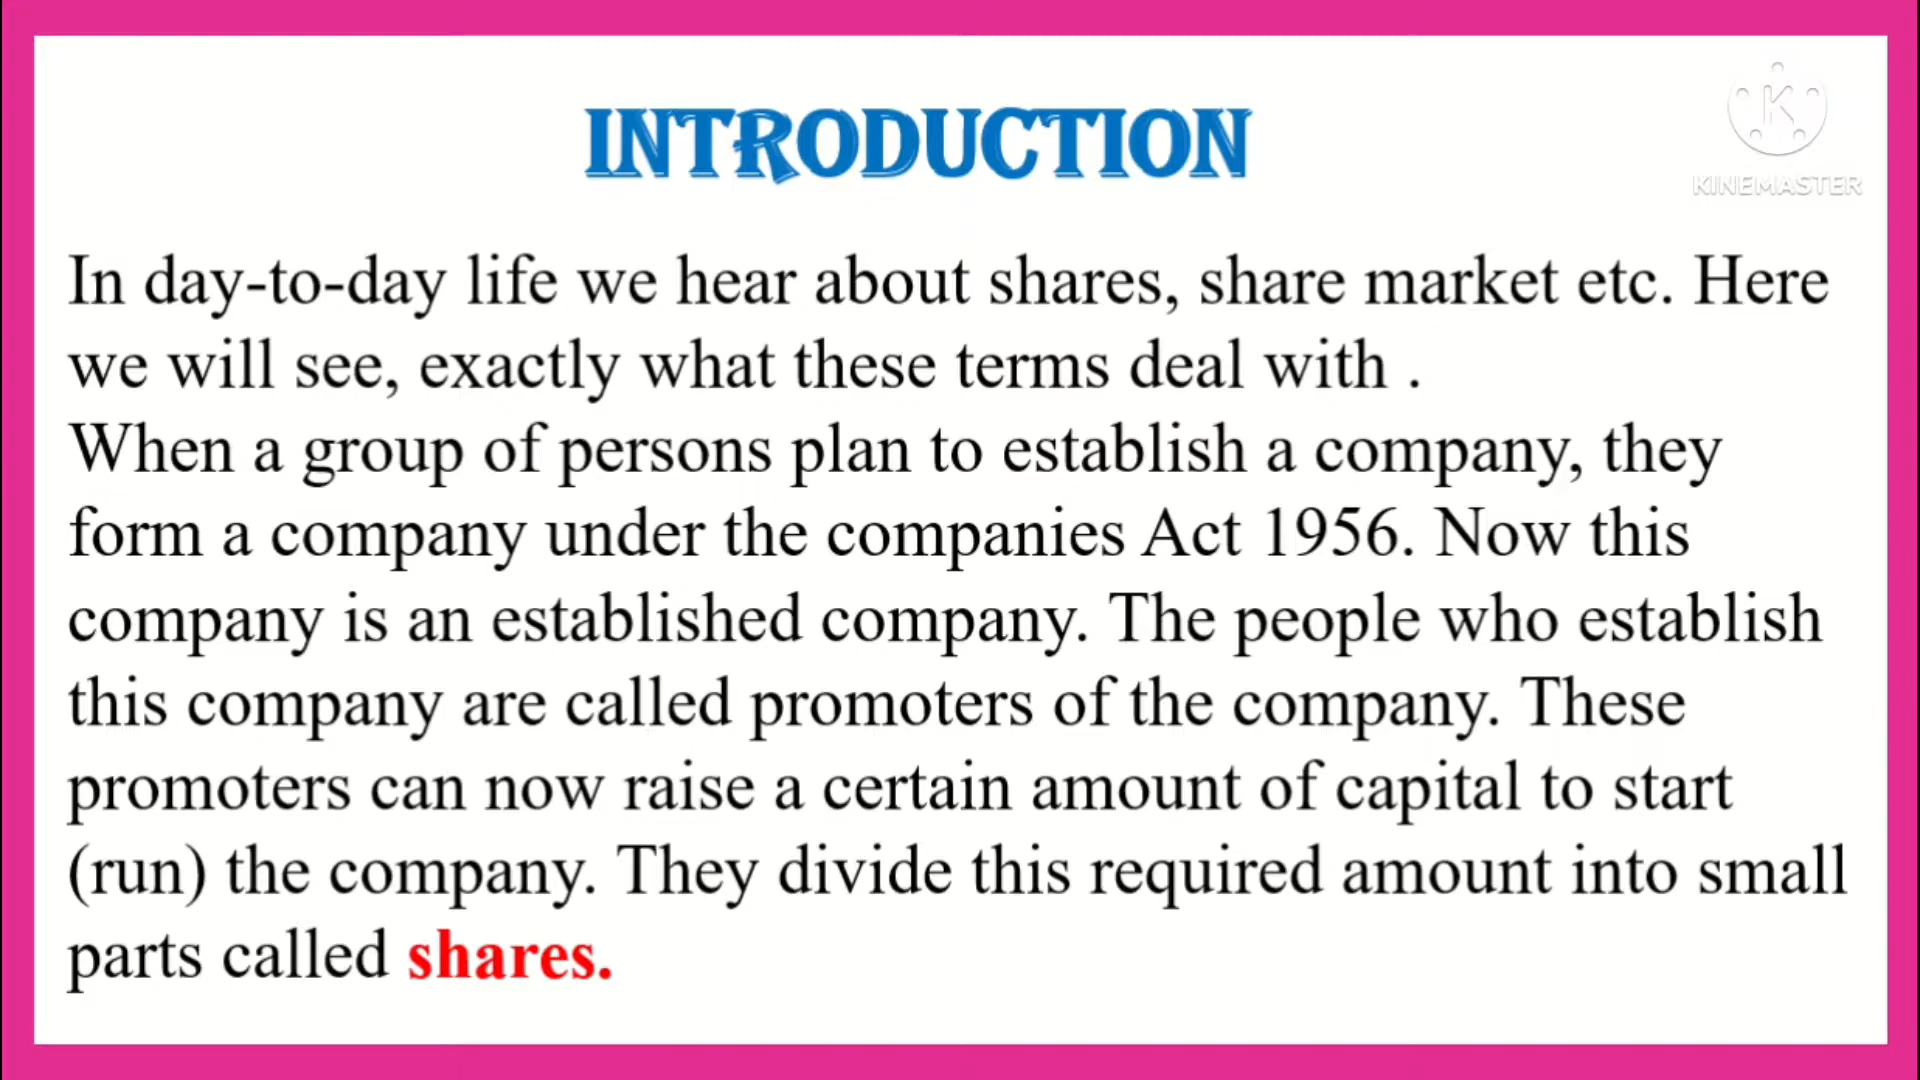 INTRODUCTION
KINEMASTER
In day-to-day life we hear about shares, share market etc. Here
we will see, exactly what these terms deal with .
When a group of persons plan to establish a company, they
form a company under the companies Act 1956. Now this
company is an established company. The people who establish
this company are called promoters of the company. These
promoters can now raise a certain amount of capital to start
(run) the company. They divide this required amount into small
parts called shares.